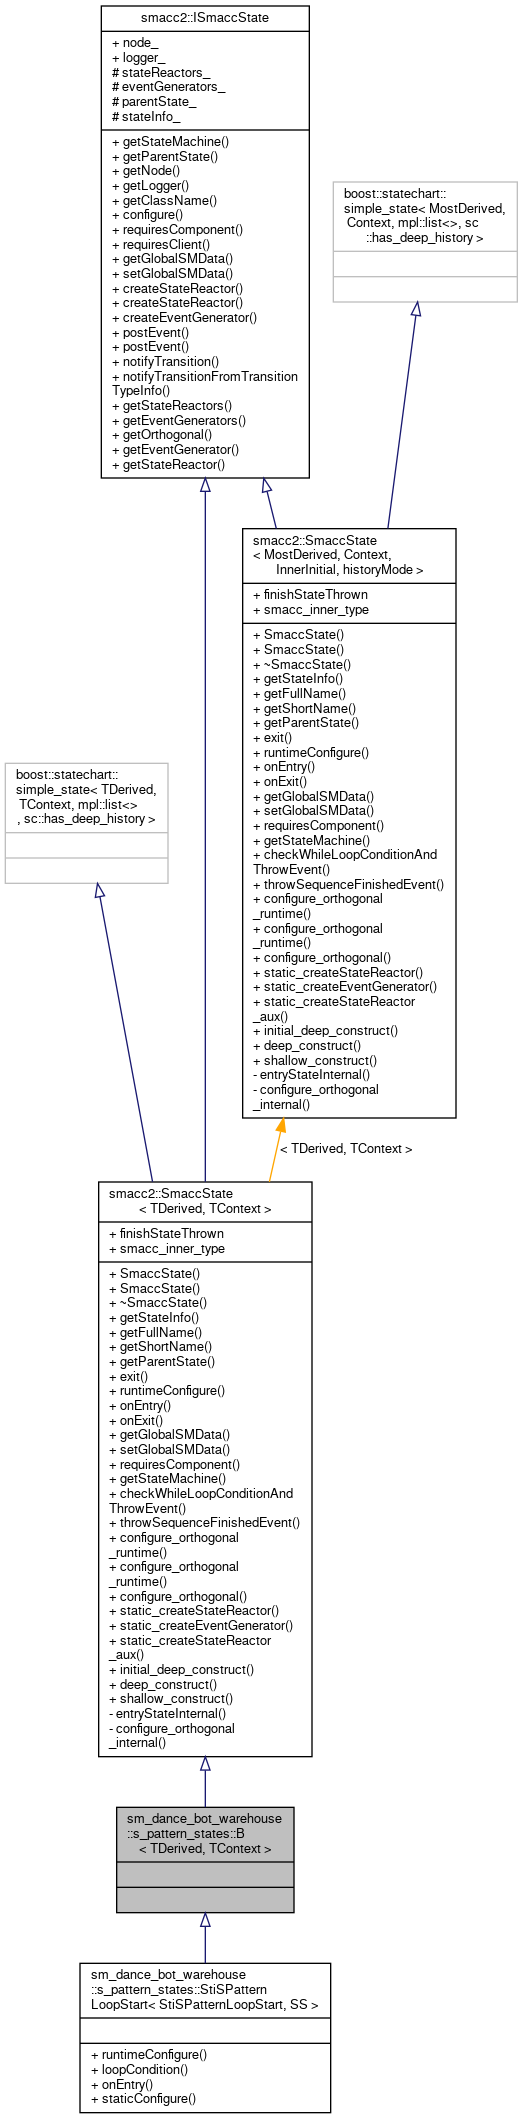 smacc2::ISmaccState
+ node_
+ logger_
# stateReactors_
# eventGenerators_
# parentState_
# stateInfo_
+ getStateMachine()
+ getParentState()
+ getNode()
+ getLogger()
+ getClassName()
+ configure()
+ requiresComponent()
+ requiresClient()
+ getGlobalSMData()
+ setGlobalSMData()
+ createStateReactor()
+ createStateReactor()
+ createEventGenerator()
+ postEvent()
+ postEvent()
+ notifyTransition()
+ notifyTransitionFromTransition
TypeInfo()
+ getStateReactors()
+ getEventGenerators()
+ getOrthogonal()
+ getEventGenerator()
+ getStateReactor()
boost::statechart::
simple_state< MostDerived,
Context, mpl::list<>, sc
::has_deep_history >
smacc2::SmaccState
< MostDerived, Context,
InnerInitial, historyMode >
+ finishStateThrown
+ smacc_inner_type
+ SmaccState()
+ SmaccState()
+ ~SmaccState()
+ getStateInfo()
+ getFullName()
+ getShortName()
+ getParentState()
+ exit()
+ runtimeConfigure()
+ onEntry()
+ onExit()
+ getGlobalSMData()
+ setGlobalSMData()
+ requiresComponent()
+ getStateMachine()
+ checkWhileLoopConditionAnd
ThrowEvent()
+ throwSequenceFinishedEvent()
+ configure_orthogonal
_runtime()
+ configure_orthogonal
_runtime()
+ configure_orthogonal()
+ static_createStateReactor()
+ static_createEventGenerator()
+ static_createStateReactor
_aux()
+ initial_deep_construct()
+ deep_construct()
+ shallow_construct()
- entryStateInternal()
- configure_orthogonal
_internal()
boost::statechart::
simple_state< TDerived,
TContext, mpl::list<>
, sc::has_deep_history >
< TDerived, TContext >
smacc2::SmaccState
< TDerived, TContext >
+ finishStateThrown
+ smacc_inner_type
+ SmaccState()
+ SmaccState()
+ ~SmaccState()
+ getStateInfo()
+ getFullName()
+ getShortName()
+ getParentState()
+ exit()
+ runtimeConfigure()
+ onEntry()
+ onExit()
+ getGlobalSMData()
+ setGlobalSMData()
+ requiresComponent()
+ getStateMachine()
+ checkWhileLoopConditionAnd
ThrowEvent()
+ throwSequenceFinishedEvent()
+ configure_orthogonal
_runtime()
+ configure_orthogonal
_runtime()
+ configure_orthogonal()
+ static_createStateReactor()
+ static_createEventGenerator()
+ static_createStateReactor
_aux()
+ initial_deep_construct()
+ deep_construct()
+ shallow_construct()
- entryStateInternal()
- configure_orthogonal
_internal()
sm_dance_bot_warehouse
::s_pattern_states::B
< TDerived, TContext >
sm_dance_bot_warehouse
::s_pattern_states::StiSPattern
LoopStart< StiSPatternLoopStart, SS >
+ runtimeConfigure()
+ loopCondition()
+ onEntry()
+ staticConfigure()